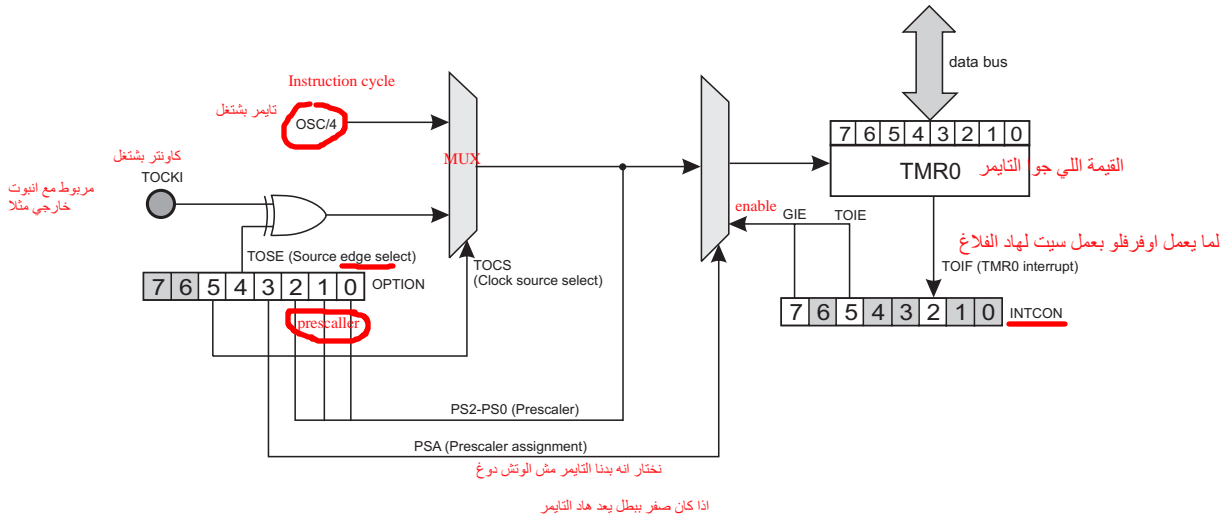 data bus
Instruction cycle
تايمر بشتغل
OSC/4
7 6 5 4 3 2 1 0
TMR0
القيمة اللي جوا التايمر
MUX
كاونتر بشتغل
TOCKI
مربوط مع انبوت
خارجي مثلا
enable
GIE
TOIE
لما يعمل اوفرفلو بعمل سيت لهاد الفلاغ
TOSE (Source edge select)
TOCS
(Clock source select)
TOIF (TMR0 interrupt)
7 6 5 4 3 2 1 0
OPTION
7 6 5 4 3 2 1 0
INTCON
prescaller
PS2-PS0 (Prescaler)
PSA (Prescaler assignment)
نختار انه بدنا التايمر مش الوتش دوغ
اذا كان صفر ببطل يعد هاد التايمر